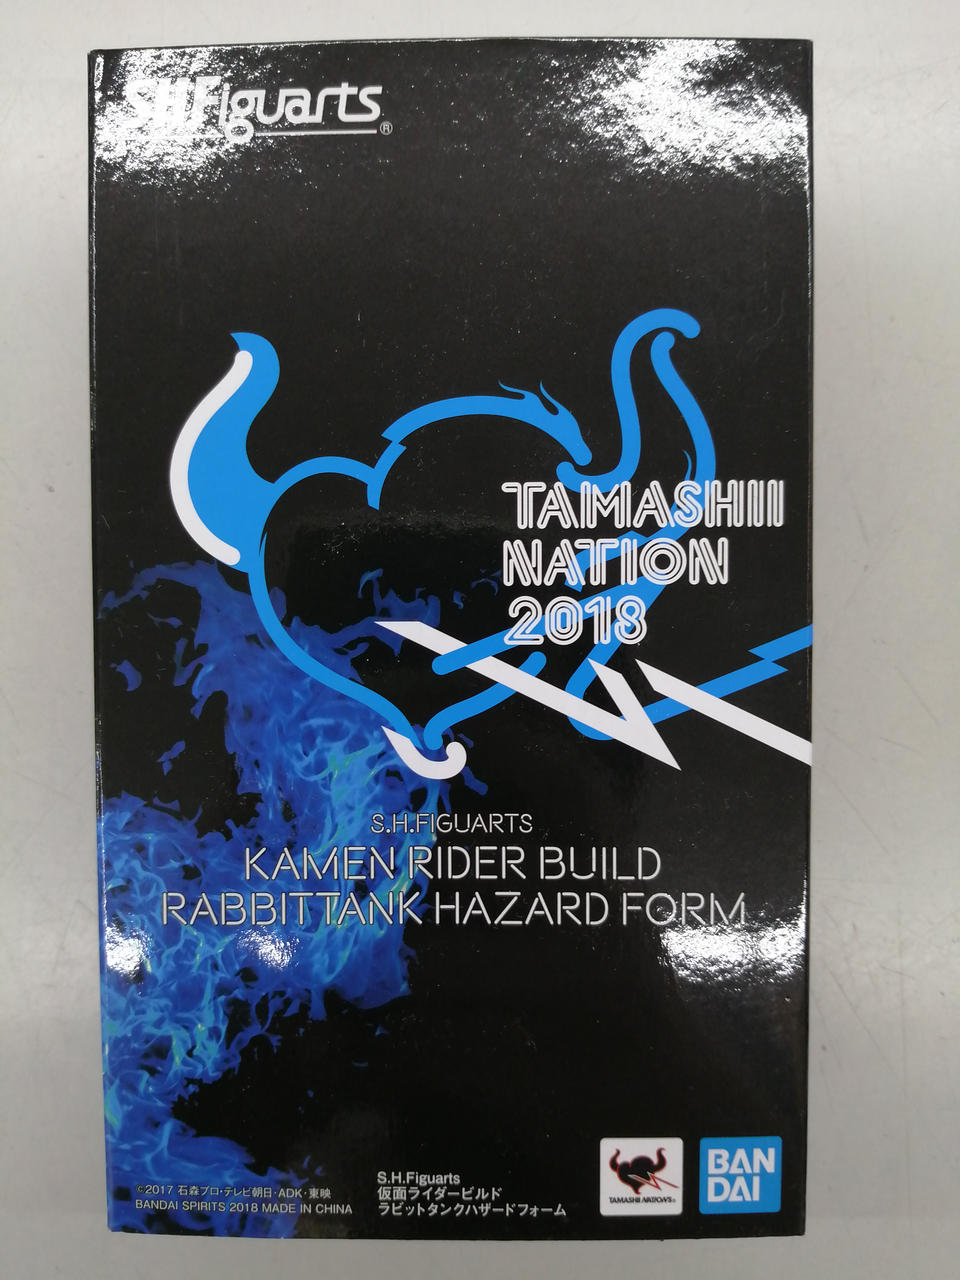 S.H.Figuarts®
TAMASHII
NATION
2018
S.H.FIGUARTS
KAMEN RIDER BUILD
RABBITTANK HAZARD FORM
©2017 石森プロ・テレビ朝日・ADK・東映
BANDAI SPIRITS 2018 MADE IN CHINA
S.H.Figuarts
仮面ライダービルド
ラビットタンクハザードフォーム
TAMASHII NATIONS®
BAN
DAI